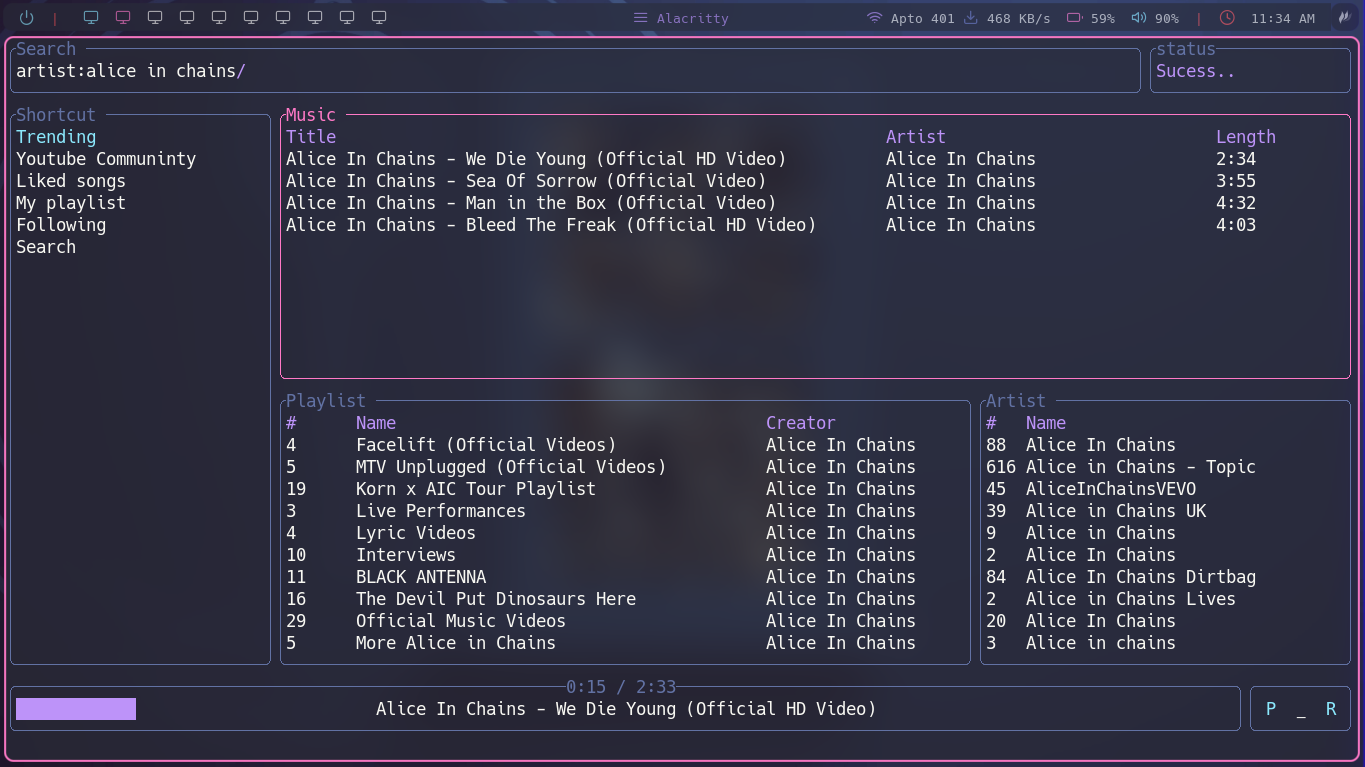 | Alacritty Apto 401 468 KB/s 59% 90% | 11:34 AM
Search status
artist:alice in chains/ Sucess..
Shortcut
Trending
Youtube Communinty
Liked songs
My playlist
Following
Search
Music
Title Artist Length
Alice In Chains - We Die Young (Official HD Video) Alice In Chains 2:34
Alice In Chains - Sea Of Sorrow (Official Video) Alice In Chains 3:55
Alice In Chains - Man in the Box (Official Video) Alice In Chains 4:32
Alice In Chains - Bleed The Freak (Official HD Video) Alice In Chains 4:03
Playlist
# Name Creator
4 Facelift (Official Videos) Alice In Chains
5 MTV Unplugged (Official Videos) Alice In Chains
19 Korn x AIC Tour Playlist Alice In Chains
3 Live Performances Alice In Chains
4 Lyric Videos Alice In Chains
10 Interviews Alice In Chains
11 BLACK ANTENNA Alice In Chains
16 The Devil Put Dinosaurs Here Alice In Chains
29 Official Music Videos Alice In Chains
5 More Alice in Chains Alice In Chains
Artist
# Name
88 Alice In Chains
616 Alice in Chains - Topic
45 AliceInChainsVEVO
39 Alice in Chains UK
9 Alice in Chains
2 Alice In Chains
84 Alice In Chains Dirtbag
2 Alice in Chains Lives
20 Alice In Chains
3 Alice in chains
0:15 / 2:33
Alice In Chains - We Die Young (Official HD Video)
P _ R